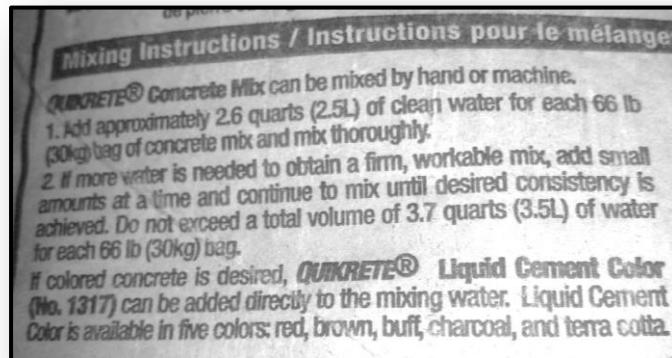 de pierre
Mixing Instructions / Instructions pour le mélange
QUIKRETE® Concrete Mix can be mixed by hand or machine.
1. Add approximately 2.6 quarts (2.5L) of clean water for each 66 lb
(30kg) bag of concrete mix and mix thoroughly.
2. If more water is needed to obtain a firm, workable mix, add small
amounts at a time and continue to mix until desired consistency is
achieved. Do not exceed a total volume of 3.7 quarts (3.5L) of water
for each 66 lb (30kg) bag.
If colored concrete is desired, QUIKRETE® Liquid Cement Color
(No. 1317) can be added directly to the mixing water. Liquid Cement
Color is available in five colors: red, brown, buff, charcoal, and terra cotta.